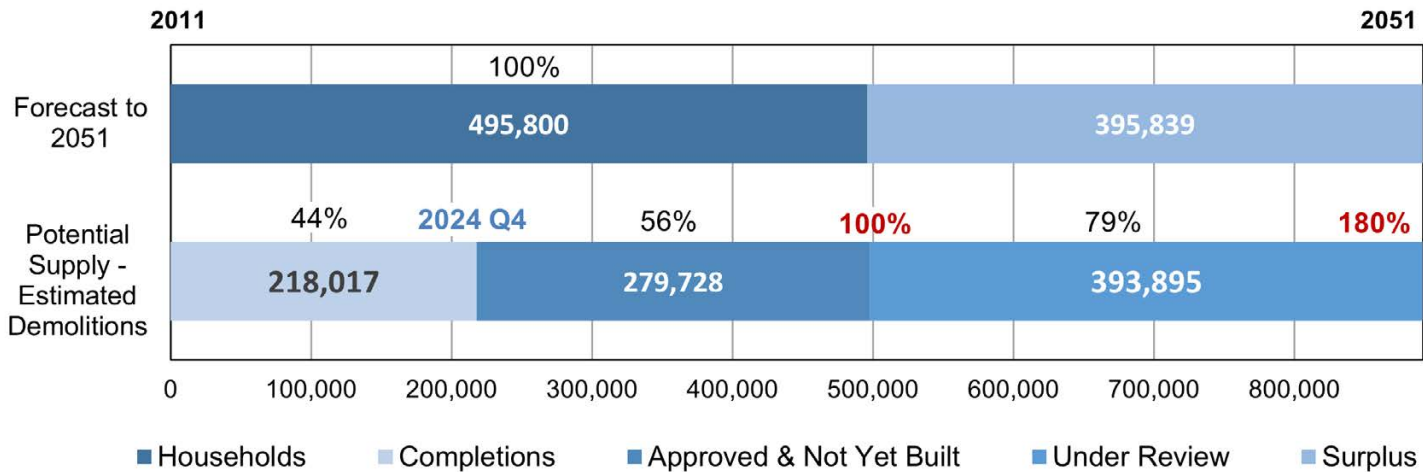 2011 2051
100%
Forecast to
2051
495,800 395,839
44% 2024 Q4 56% 100% 79% 180%
Potential
Supply -
Estimated
Demolitions
218,017 279,728 393,895
0 100,000 200,000 300,000 400,000 500,000 600,000 700,000 800,000
Households Completions Approved & Not Yet Built Under Review Surplus